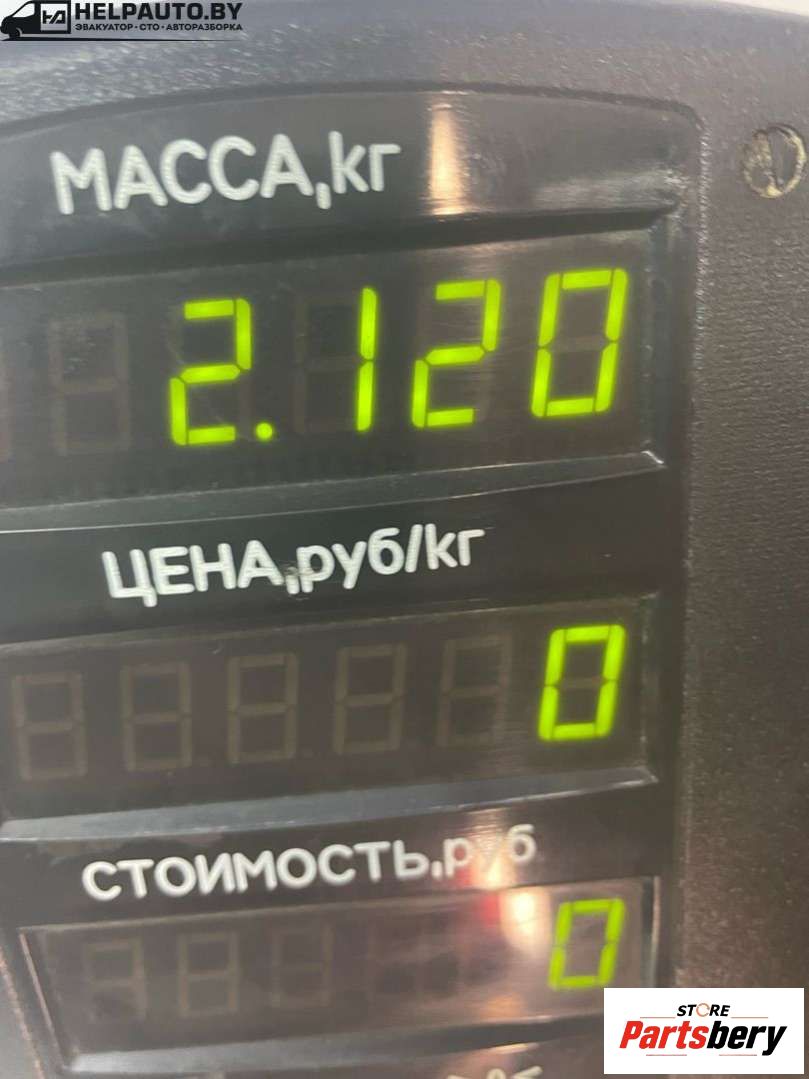 HELPAUTO.BY
ЭВАКУАТОР • СТО • АВТОРАЗБОРКА
МАССА,кг
2.120
ЦЕНА,руб/кг
0
СТОИМОСТЬ,руб
0
STORE
Partsbery